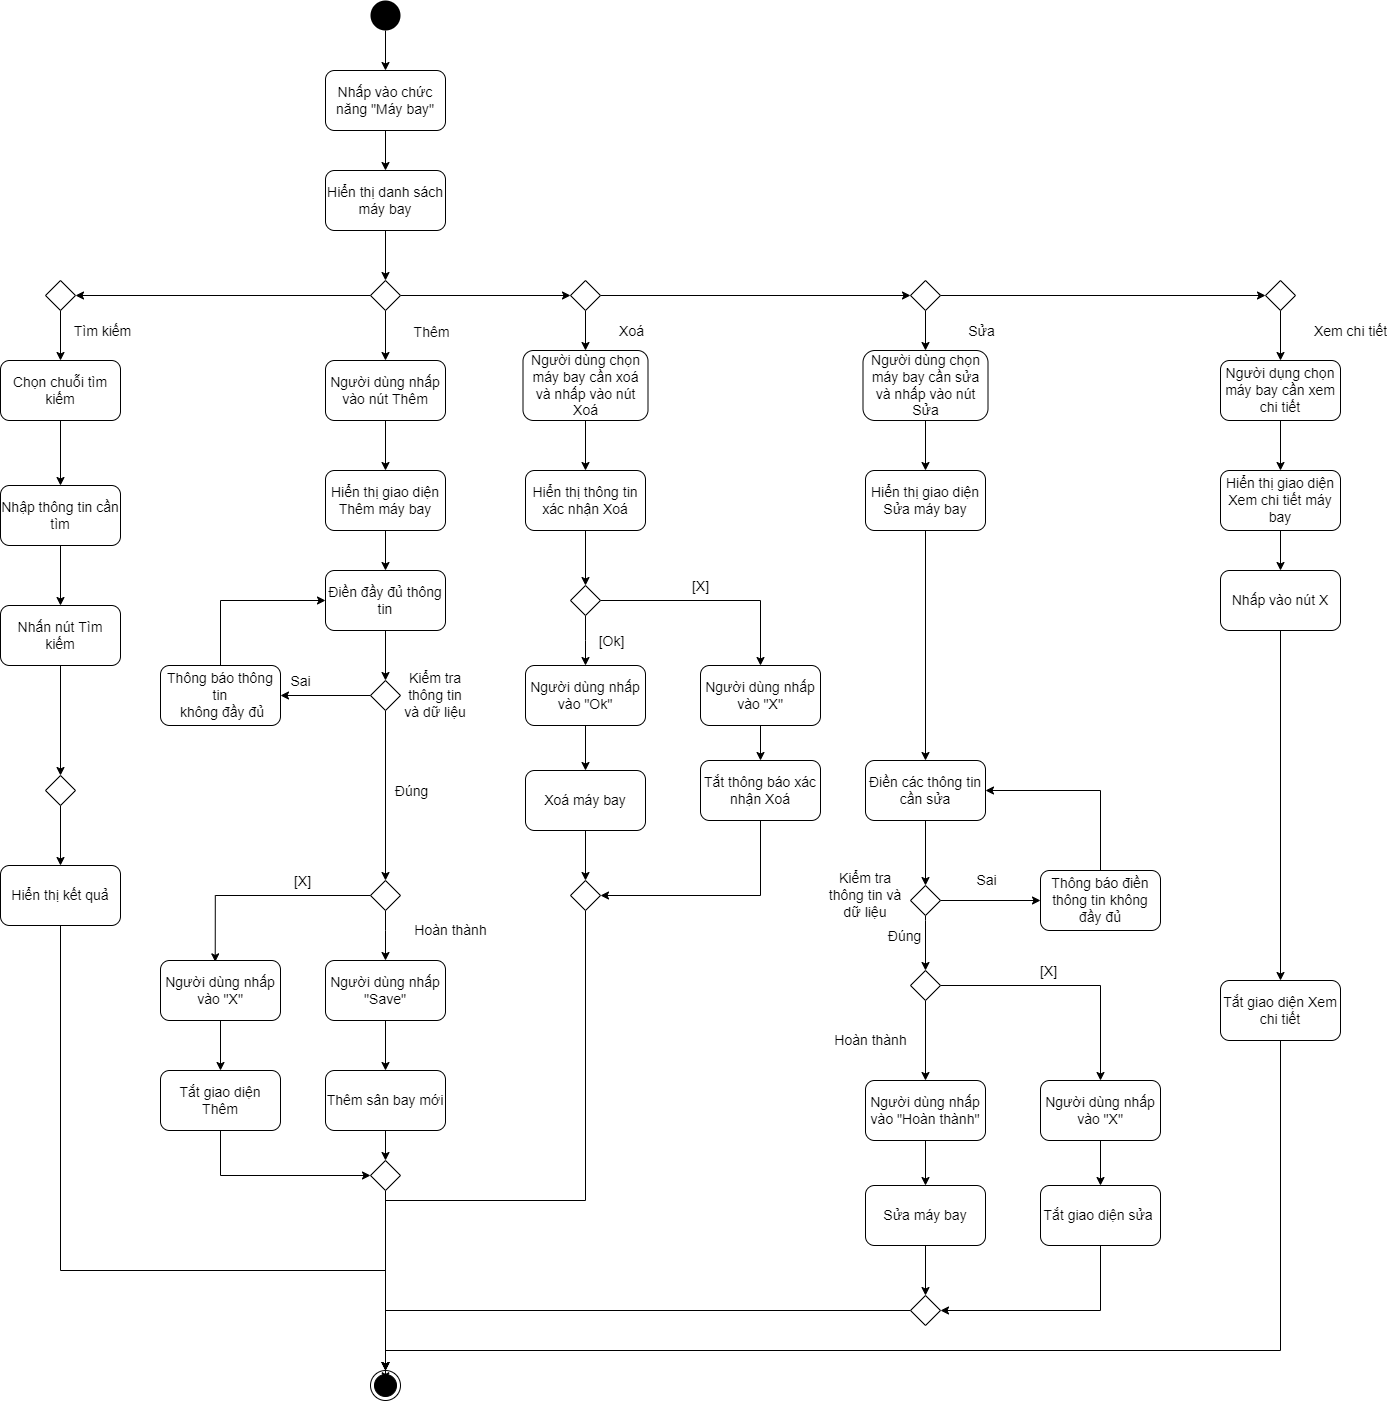 Nhấp vào chức
năng "Máy bay"
Hiển thị danh sách
máy bay
Tìm kiếm
Thêm
Xoá
Sửa
Xem chi tiết
Chọn chuỗi tìm
kiếm
Người dùng nhấp
vào nút Thêm
Người dùng chọn
máy bay cần xoá
và nhấp vào nút
Xoá
Người dùng chọn
máy bay cần sửa
và nhấp vào nút
Sửa
Người dụng chọn
máy bay cần xem
chi tiết
Nhập thông tin cần
tìm
Hiển thị giao diện
Thêm máy bay
Hiển thị thông tin
xác nhận Xoá
Hiển thị giao diện
Sửa máy bay
Hiển thị giao diện
Xem chi tiết máy
bay
Nhấn nút Tìm
kiếm
Điền đầy đủ thông
tin
[X]
[Ok]
Nhấp vào nút X
Thông báo thông
tin
không đầy đủ
Sai
Kiểm tra
thông tin
và dữ liệu
Người dùng nhấp
vào "Ok"
Người dùng nhấp
vào "X"
Đúng
Xoá máy bay
Tắt thông báo xác
nhận Xoá
Điền các thông tin
cần sửa
Hiển thị kết quả
[X]
Hoàn thành
Kiểm tra
thông tin và
dữ liệu
Sai
Thông báo điền
thông tin không
đầy đủ
Đúng
Người dùng nhấp
vào "X"
Người dùng nhấp
"Save"
[X]
Hoàn thành
Tắt giao diện Xem
chi tiết
Tắt giao diện
Thêm
Thêm sân bay mới
Người dùng nhấp
vào "Hoàn thành"
Người dùng nhấp
vào "X"
Sửa máy bay
Tắt giao diện sửa